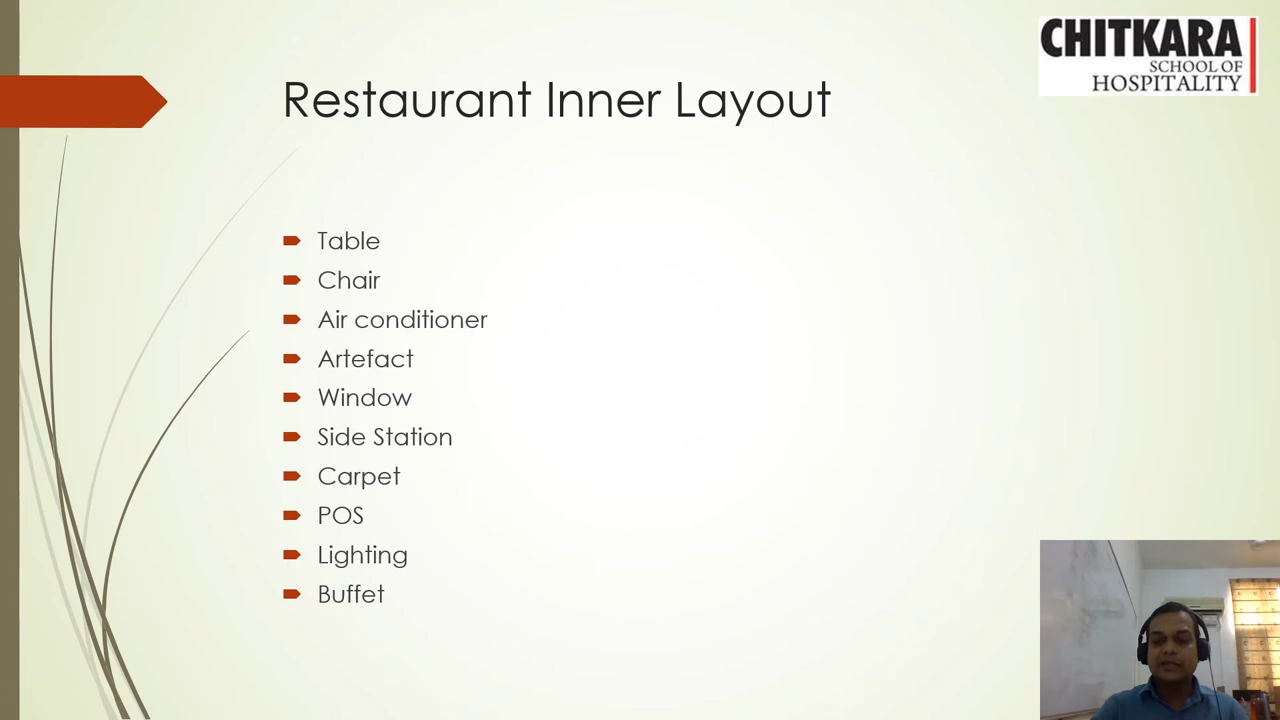 CHITKARA
SCHOOL OF
HOSPITALITY
Restaurant Inner Layout
Table
Chair
Air conditioner
Artefact
Window
Side Station
Carpet
POS
Lighting
Buffet